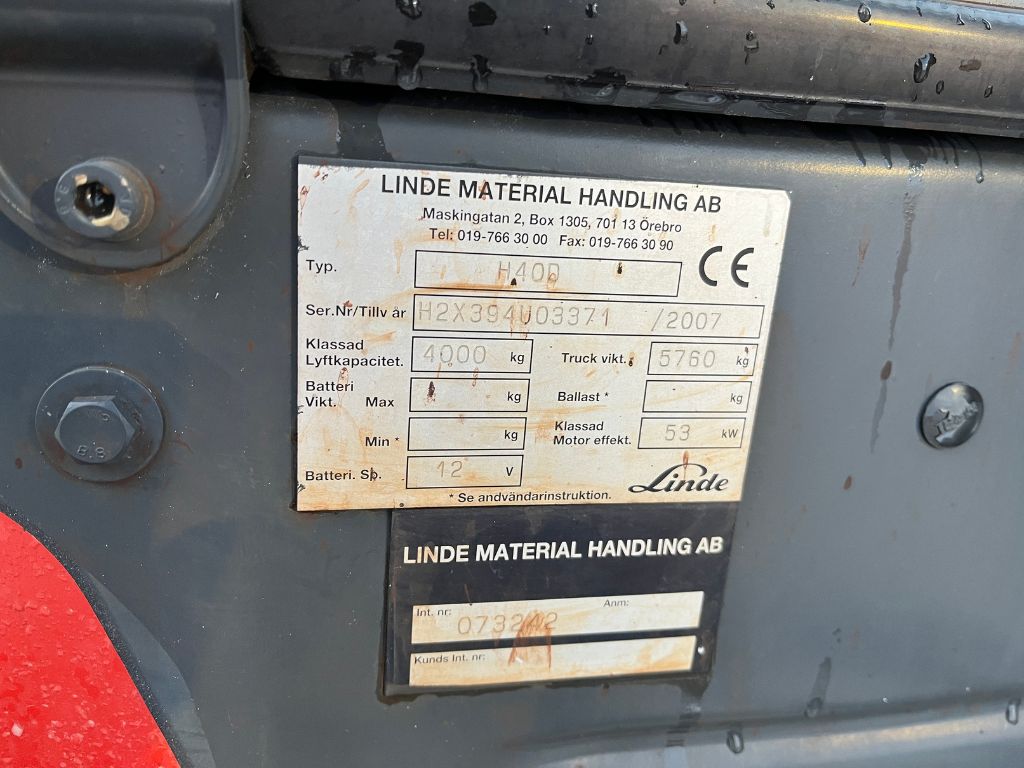 LINDE MATERIAL HANDLING AB
Maskingatan 2, Box 1305, 701 13 Örebro
Tel: 019-766 30 00 Fax: 019-766 30 90
CE
Typ. H40D
Ser.Nr/Tillv år H2X394U03371 /2007
Klassad Lyftkapacitet. 4000 kg Truck vikt. 5760 kg
Batteri Vikt. Max kg Ballast * kg
Min * kg Klassad Motor effekt. 53 kW
Batteri. Sp. 12 V
* Se andvändarinstruktion.
Linde
LINDE MATERIAL HANDLING AB
Int. nr: 073242 Anm:
Kunds Int. nr:
8.8